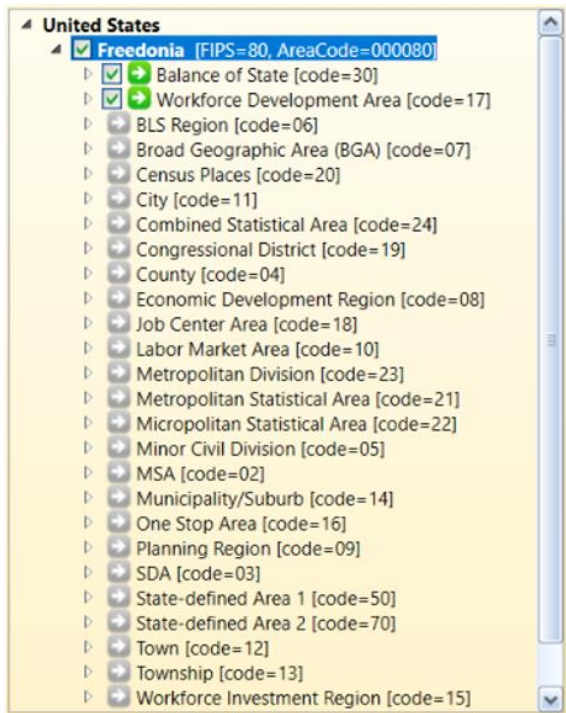 United States
Freedonia [FIPS=80, AreaCode=000080]
Balance of State [code=30]
Workforce Development Area [code=17]
BLS Region [code=06]
Broad Geographic Area (BGA) [code=07]
Census Places [code=20]
City [code=11]
Combined Statistical Area [code=24]
Congressional District [code=19]
County [code=04]
Economic Development Region [code=08]
Job Center Area [code=18]
Labor Market Area [code=10]
Metropolitan Division [code=23]
Metropolitan Statistical Area [code=21]
Micropolitan Statistical Area [code=22]
Minor Civil Division [code=05]
MSA [code=02]
Municipality/Suburb [code=14]
One Stop Area [code=16]
Planning Region [code=09]
SDA [code=03]
State-defined Area 1 [code=50]
State-defined Area 2 [code=70]
Town [code=12]
Township [code=13]
Workforce Investment Region [code=15]